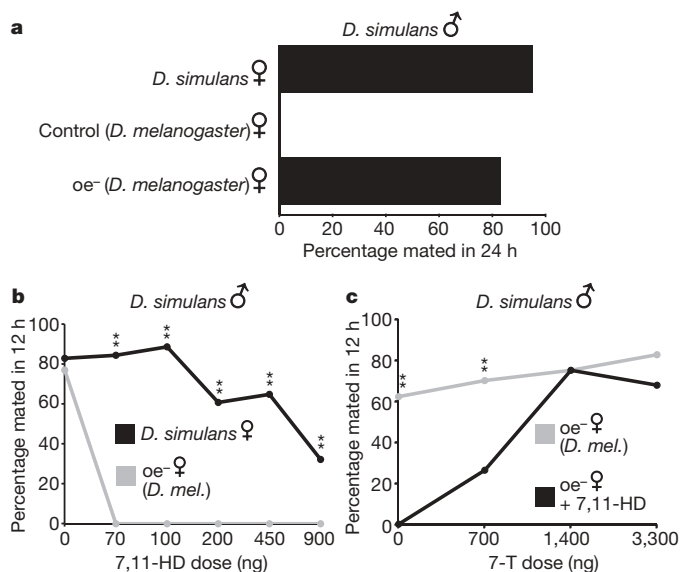 a
D. simulans ♂
D. simulans ♀
Control (D. melanogaster) ♀
oe⁻ (D. melanogaster) ♀
0 20 40 60 80 100
Percentage mated in 24 h
b
D. simulans ♂
Percentage mated in 12 h
100
80
60
40
20
0
** ** ** ** **
D. simulans ♀
oe⁻ ♀
(D. mel.)
0 70 100 200 450 900
7,11-HD dose (ng)
c
D. simulans ♂
Percentage mated in 12 h
100
80
60
40
20
0
** **
oe⁻ ♀
(D. mel.)
oe⁻ ♀
+ 7,11-HD
0 700 1,400 3,300
7-T dose (ng)